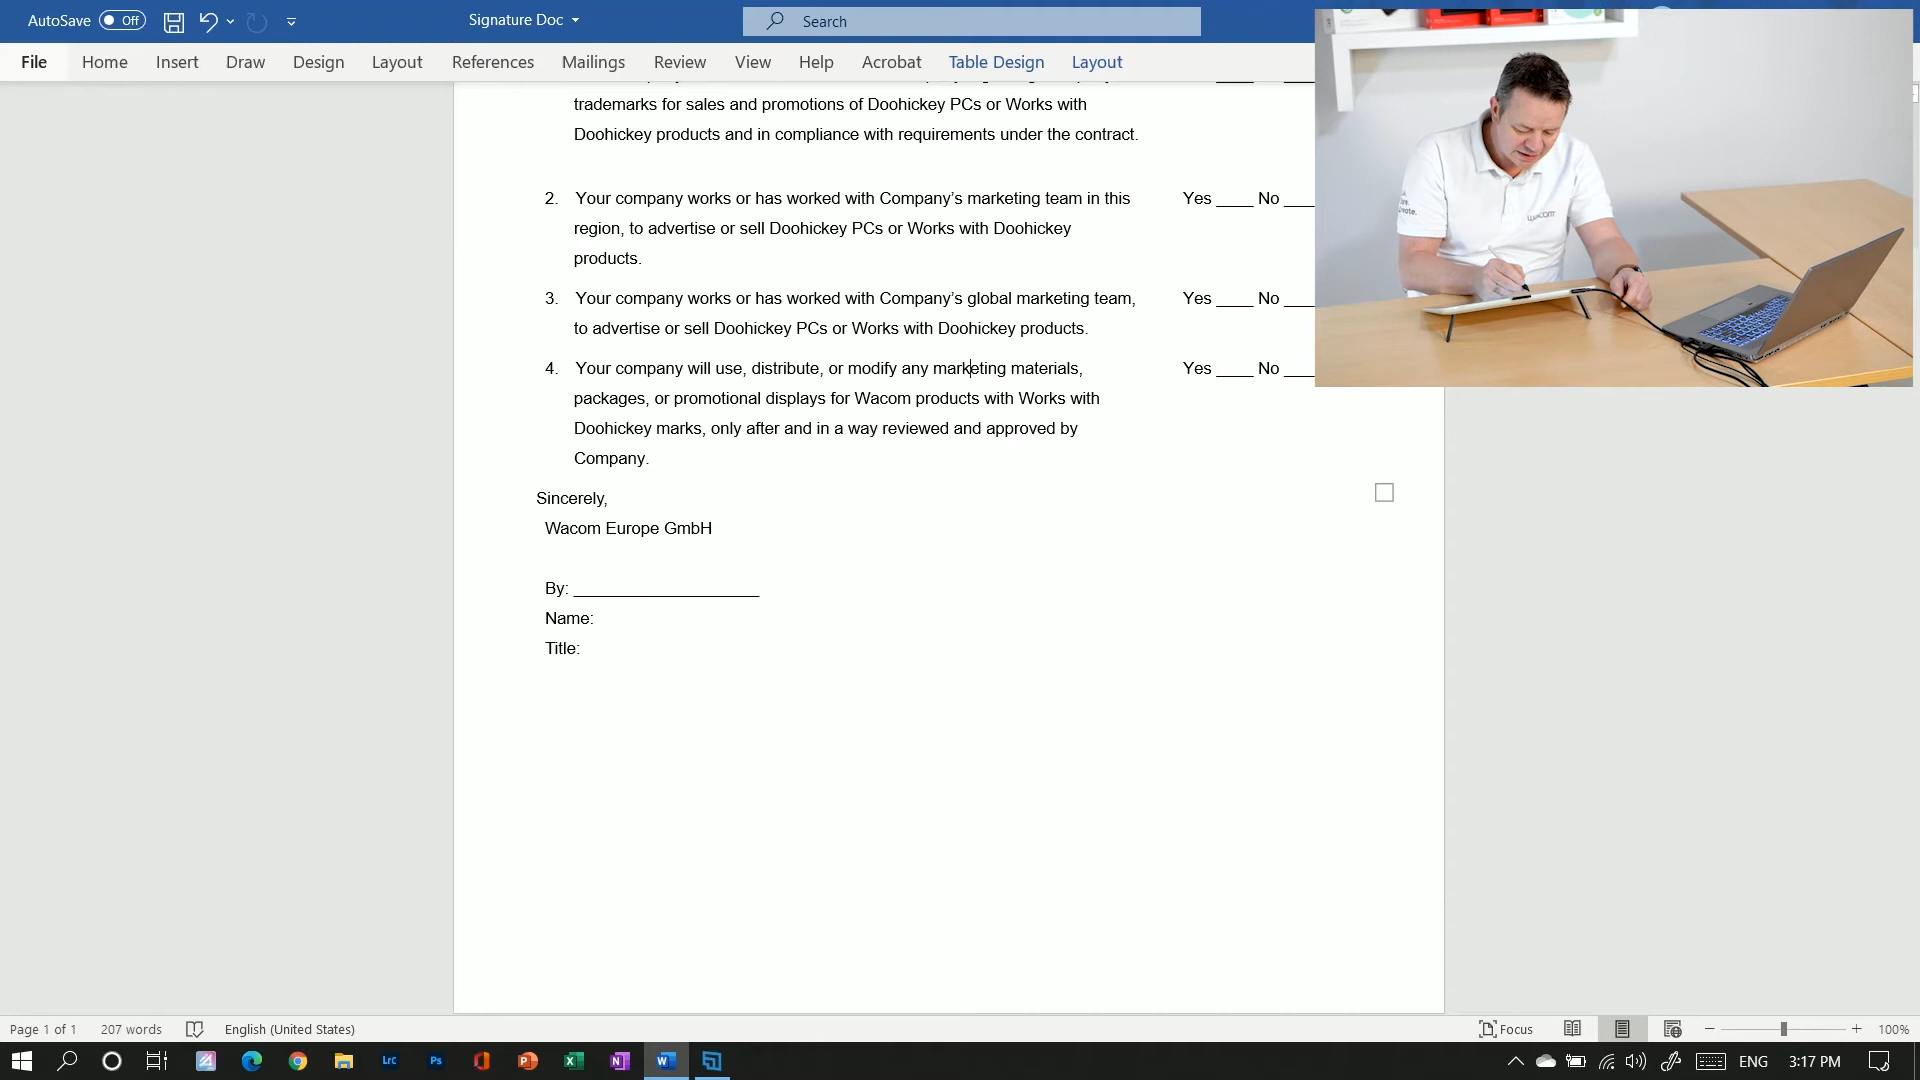 AutoSave Off Signature Doc Search
File Home Insert Draw Design Layout References Mailings Review View Help Acrobat Table Design Layout
trademarks for sales and promotions of Doohickey PCs or Works with
Doohickey products and in compliance with requirements under the contract.
2. Your company works or has worked with Company’s marketing team in this Yes ____ No ____
region, to advertise or sell Doohickey PCs or Works with Doohickey
products.
3. Your company works or has worked with Company’s global marketing team, Yes ____ No ____
to advertise or sell Doohickey PCs or Works with Doohickey products.
4. Your company will use, distribute, or modify any marketing materials, Yes ____ No ____
packages, or promotional displays for Wacom products with Works with
Doohickey marks, only after and in a way reviewed and approved by
Company.
Sincerely,
Wacom Europe GmbH
By: ____________________
Name:
Title:
wacom
Page 1 of 1 207 words English (United States) Focus 100%
Lrc Ps ENG 3:17 PM